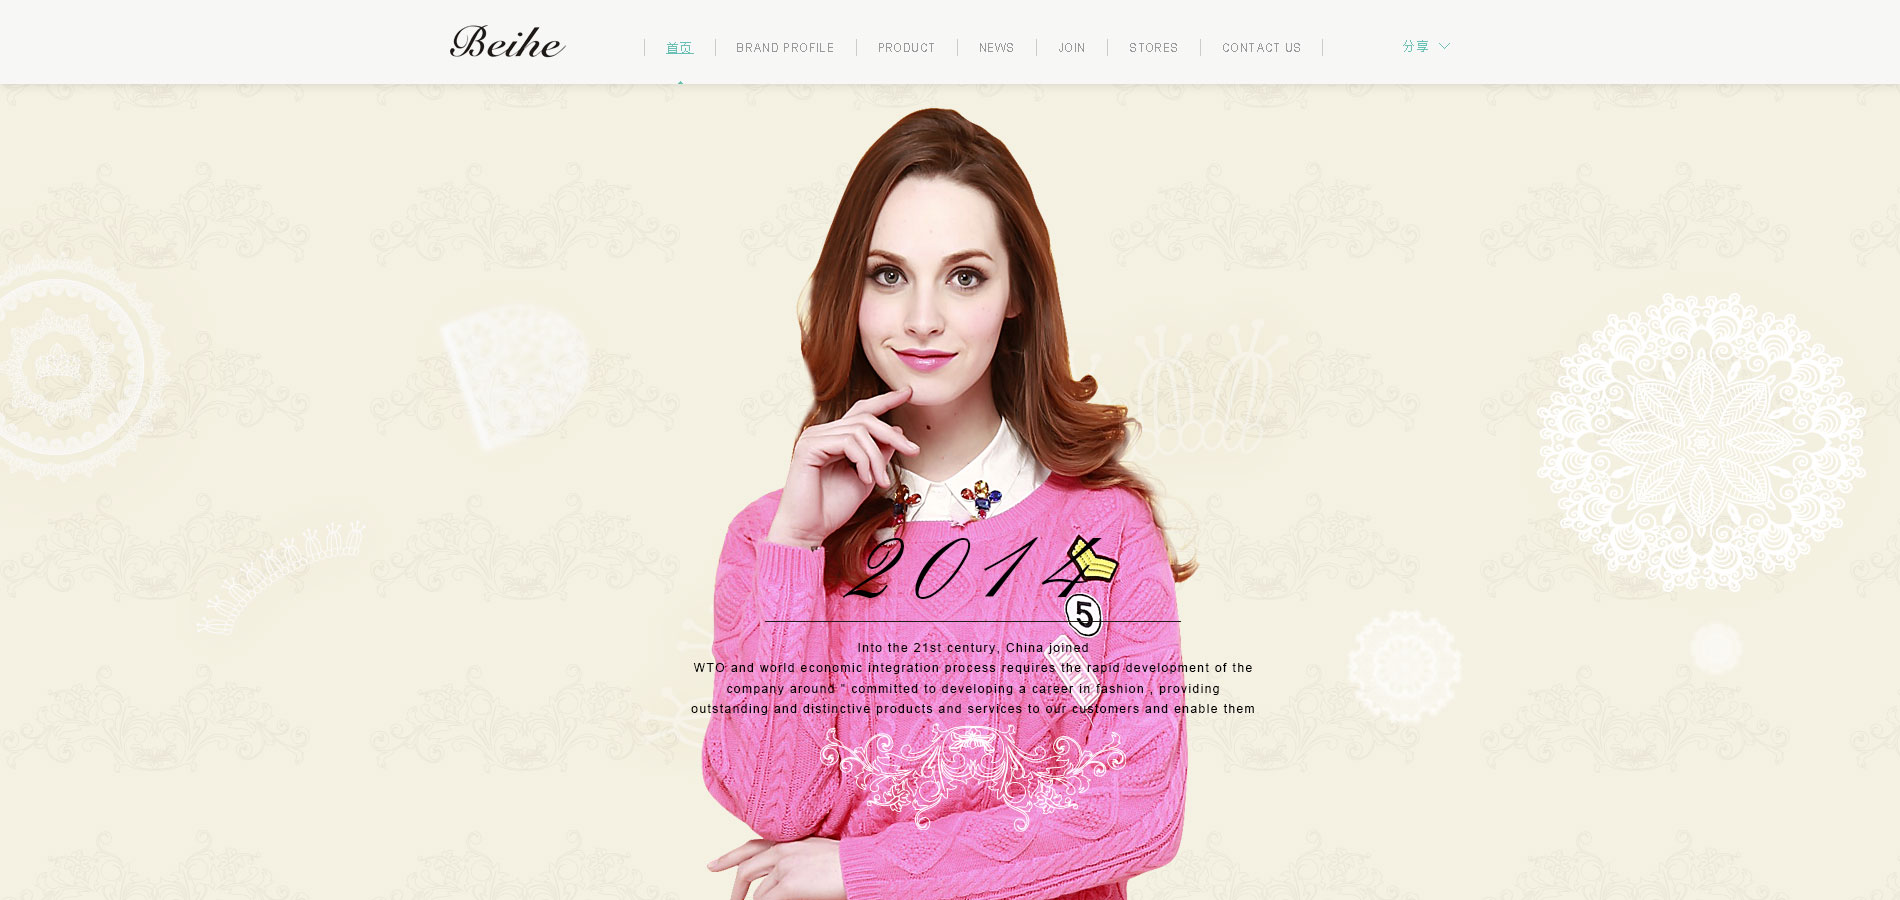 Beihe
首页
BRAND PROFILE
PRODUCT
NEWS
JOIN
STORES
CONTACT US
分享
2014
5
Into the 21st century, China joined
WTO and world economic integration process requires the rapid development of the
company around " committed to developing a career in fashion , providing
outstanding and distinctive products and services to our customers and enable them